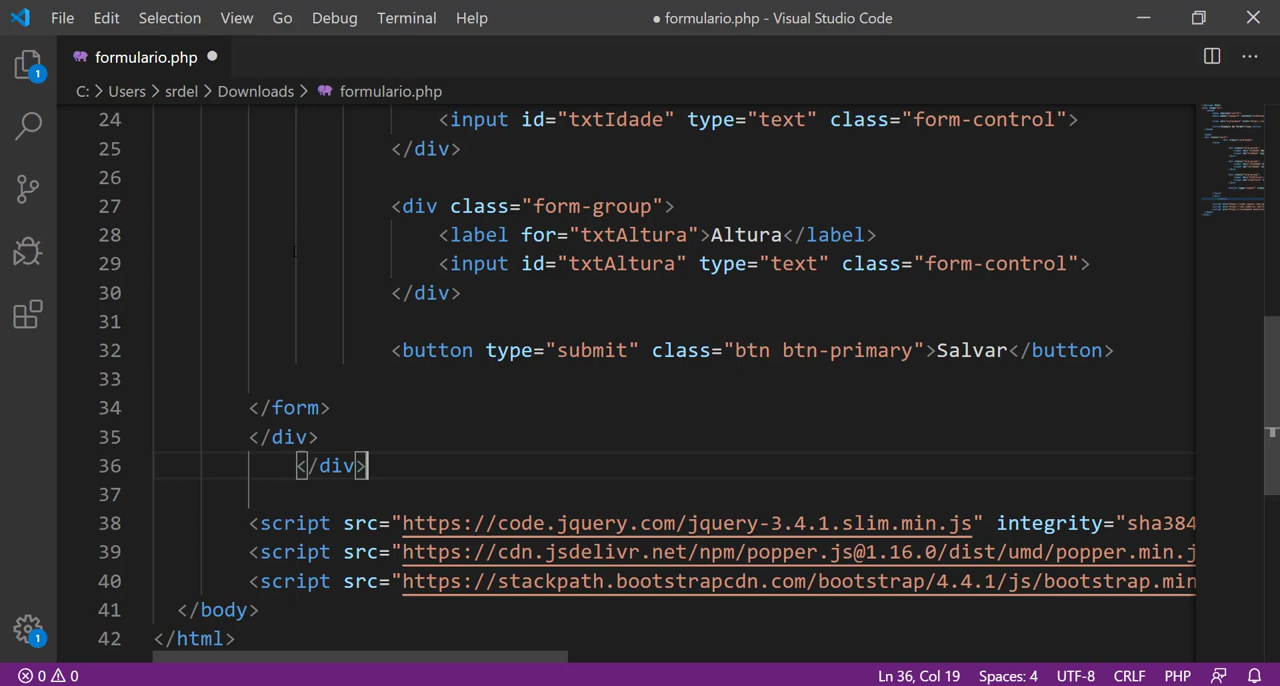 File Edit Selection View Go Debug Terminal Help ● formulario.php - Visual Studio Code
formulario.php ●
C: > Users > srdel > Downloads > formulario.php
24 <input id="txtIdade" type="text" class="form-control">
25 </div>
26
27 <div class="form-group">
28 <label for="txtAltura">Altura</label>
29 <input id="txtAltura" type="text" class="form-control">
30 </div>
31
32 <button type="submit" class="btn btn-primary">Salvar</button>
33
34 </form>
35 </div>
36 </div>
37
38 <script src="https://code.jquery.com/jquery-3.4.1.slim.min.js" integrity="sha384
39 <script src="https://cdn.jsdelivr.net/npm/popper.js@1.16.0/dist/umd/popper.min.j
40 <script src="https://stackpath.bootstrapcdn.com/bootstrap/4.4.1/js/bootstrap.min
41 </body>
42 </html>
1
1
0 0 Ln 36, Col 19 Spaces: 4 UTF-8 CRLF PHP